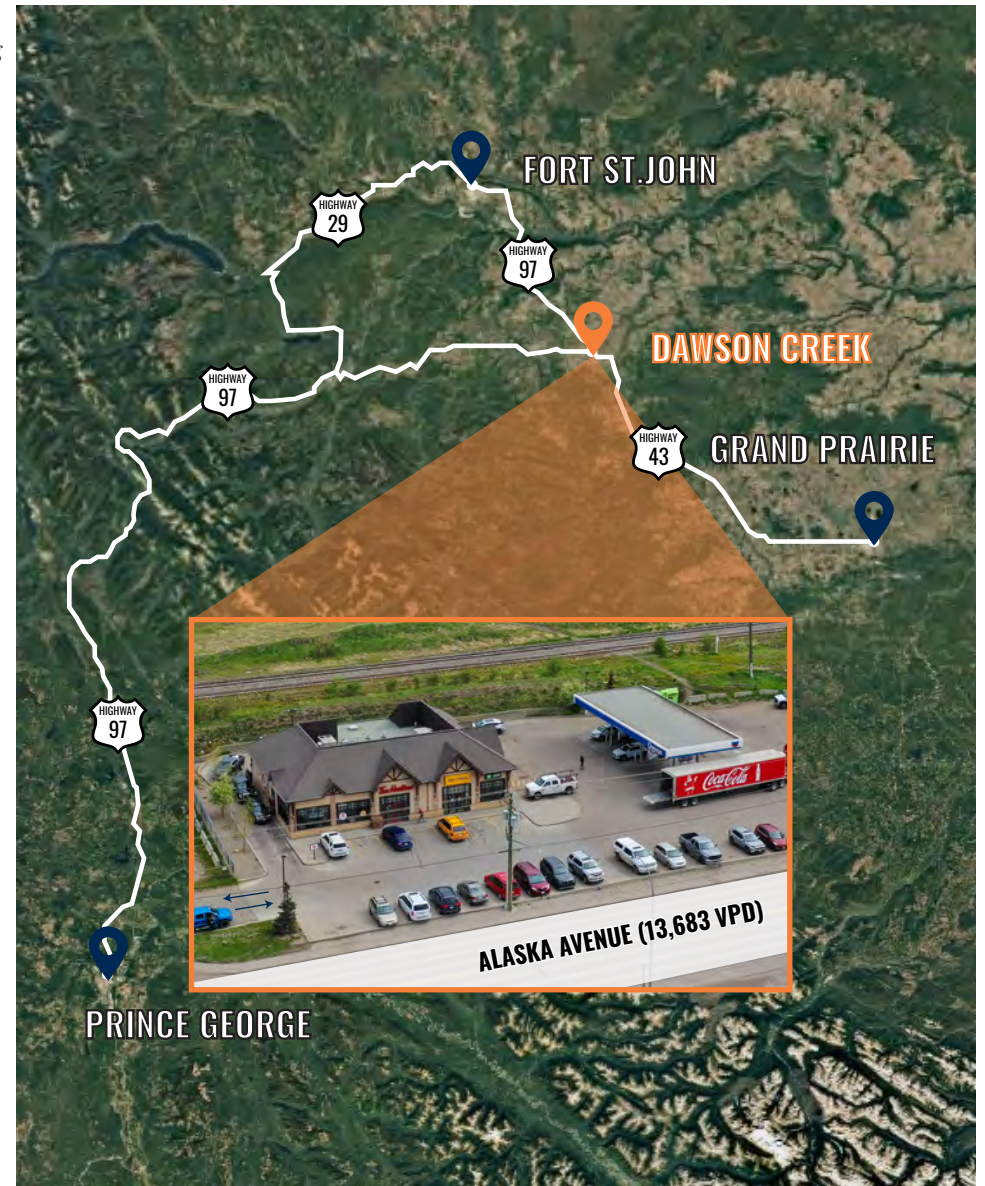 FORT ST.JOHN
HIGHWAY
29
HIGHWAY
97
DAWSON CREEK
HIGHWAY
97
HIGHWAY
43
GRAND PRAIRIE
HIGHWAY
97
Tim Hortons
Coca-Cola
ALASKA AVENUE (13,683 VPD)
PRINCE GEORGE